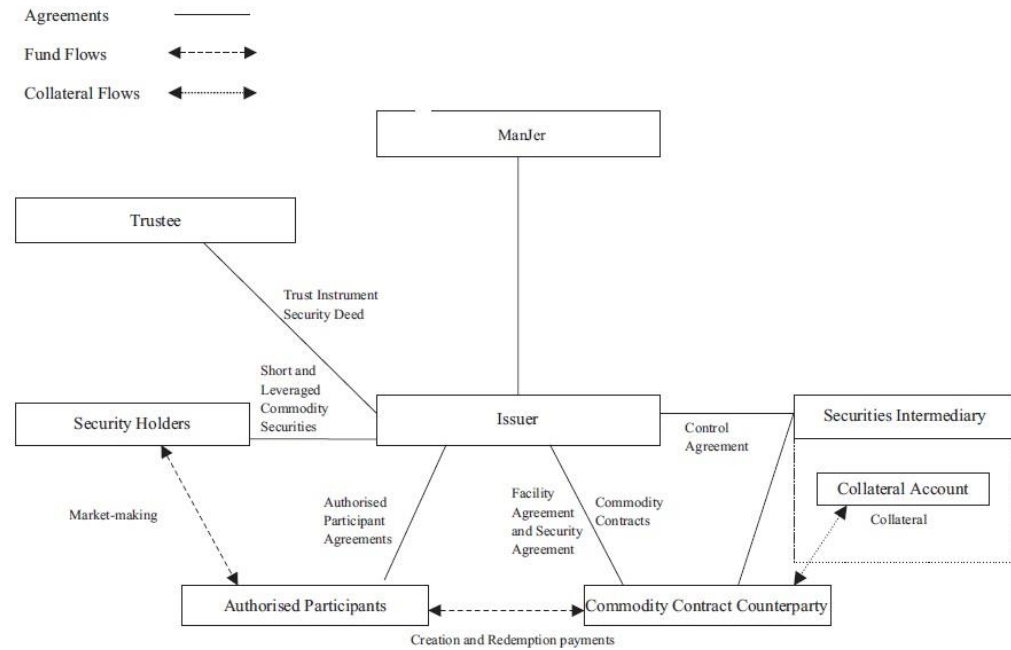 Agreements
Fund Flows
Collateral Flows
ManJer
Trustee
Trust Instrument
Security Deed
Short and
Leveraged
Commodity
Securities
Security Holders
Issuer
Securities Intermediary
Control
Agreement
Collateral Account
Collateral
Market-making
Authorised
Participant
Agreements
Facility
Agreement
and Security
Agreement
Commodity
Contracts
Authorised Participants
Commodity Contract Counterparty
Creation and Redemption payments